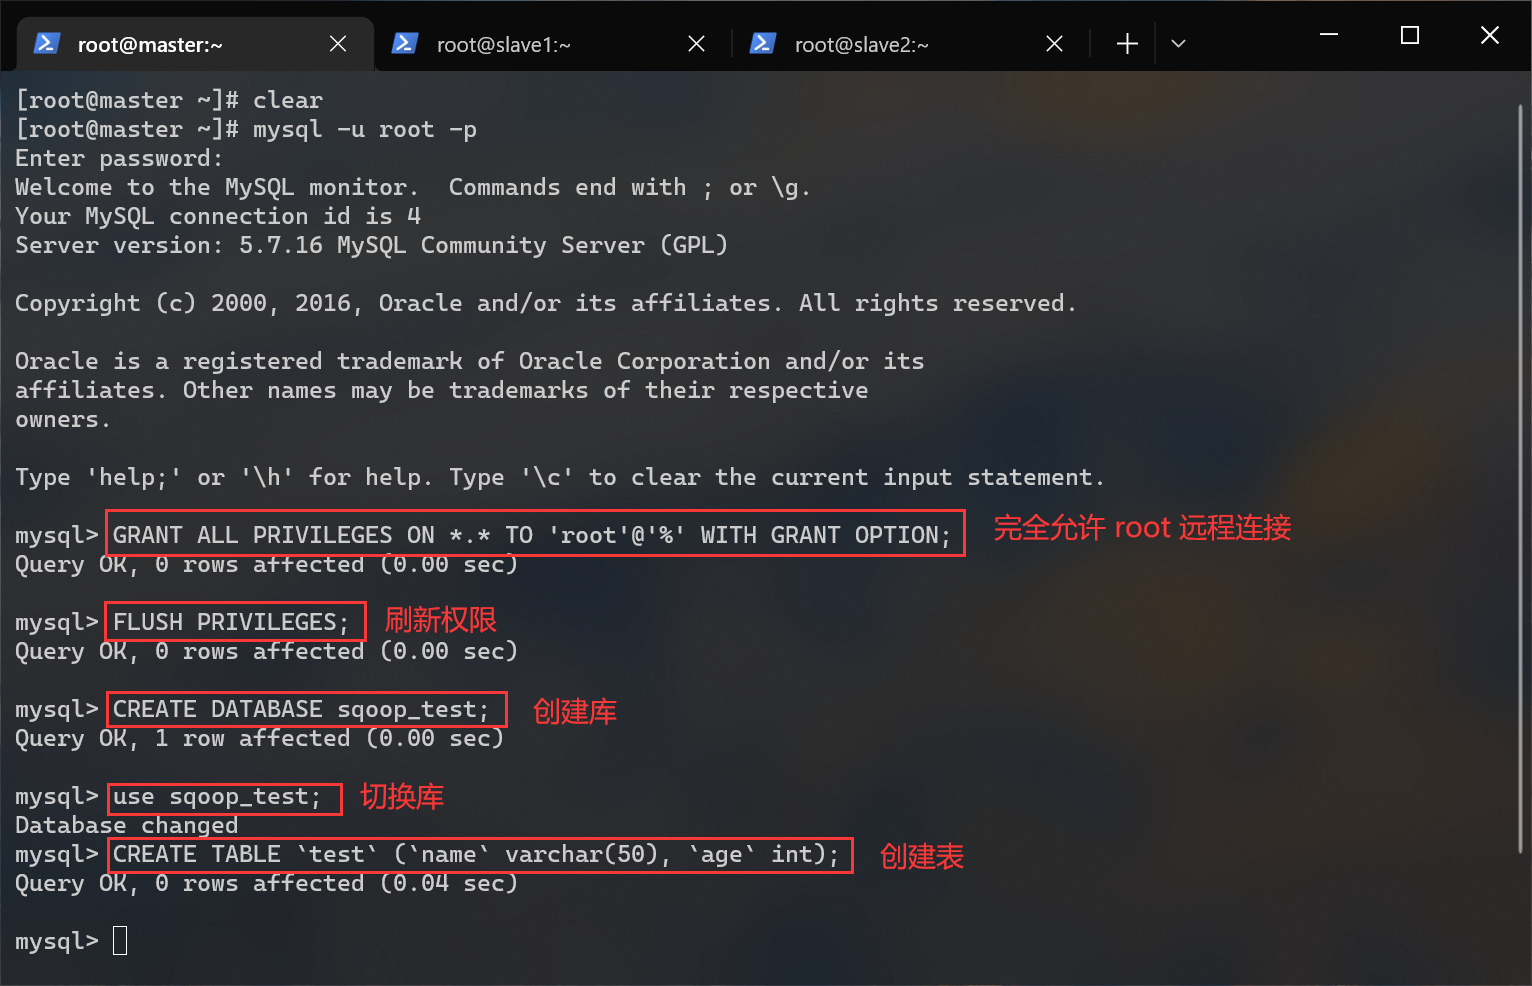 root@master:~
root@slave1:~
root@slave2:~
[root@master ~]# clear
[root@master ~]# mysql -u root -p
Enter password:
Welcome to the MySQL monitor.  Commands end with ; or \g.
Your MySQL connection id is 4
Server version: 5.7.16 MySQL Community Server (GPL)
Copyright (c) 2000, 2016, Oracle and/or its affiliates. All rights reserved.
Oracle is a registered trademark of Oracle Corporation and/or its
affiliates. Other names may be trademarks of their respective
owners.
Type 'help;' or '\h' for help. Type '\c' to clear the current input statement.
mysql> GRANT ALL PRIVILEGES ON *.* TO 'root'@'%' WITH GRANT OPTION; 完全允许 root 远程连接
Query OK, 0 rows affected (0.00 sec)
mysql> FLUSH PRIVILEGES; 刷新权限
Query OK, 0 rows affected (0.00 sec)
mysql> CREATE DATABASE sqoop_test; 创建库
Query OK, 1 row affected (0.00 sec)
mysql> use sqoop_test; 切换库
Database changed
mysql> CREATE TABLE `test` (`name` varchar(50), `age` int); 创建表
Query OK, 0 rows affected (0.04 sec)
mysql>